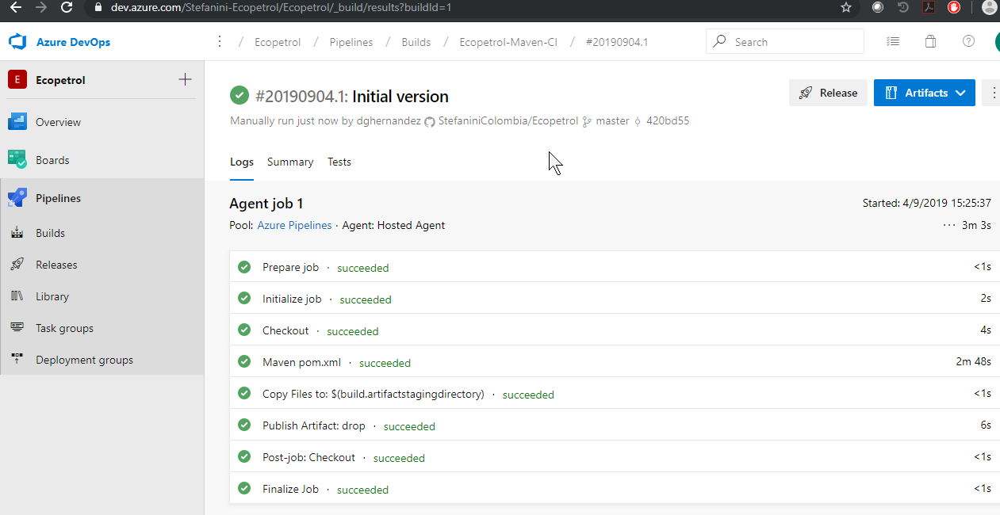 dev.azure.com/Stefanini-Ecopetrol/Ecopetrol/_build/results?buildId=1
Azure DevOps
/ Ecopetrol / Pipelines / Builds / Ecopetrol-Maven-CI / #20190904.1
Search
E Ecopetrol
Overview
Boards
Pipelines
Builds
Releases
Library
Task groups
Deployment groups
#20190904.1: Initial version
Release
Artifacts
Manually run just now by dghernandez StefaniniColombia/Ecopetrol master 420bd55
Logs Summary Tests
Agent job 1
Started: 4/9/2019 15:25:37
Pool: Azure Pipelines · Agent: Hosted Agent
··· 3m 3s
Prepare job · succeeded <1s
Initialize job · succeeded 2s
Checkout · succeeded 4s
Maven pom.xml · succeeded 2m 48s
Copy Files to: $(build.artifactstagingdirectory) · succeeded <1s
Publish Artifact: drop · succeeded 6s
Post-job: Checkout · succeeded <1s
Finalize Job · succeeded <1s